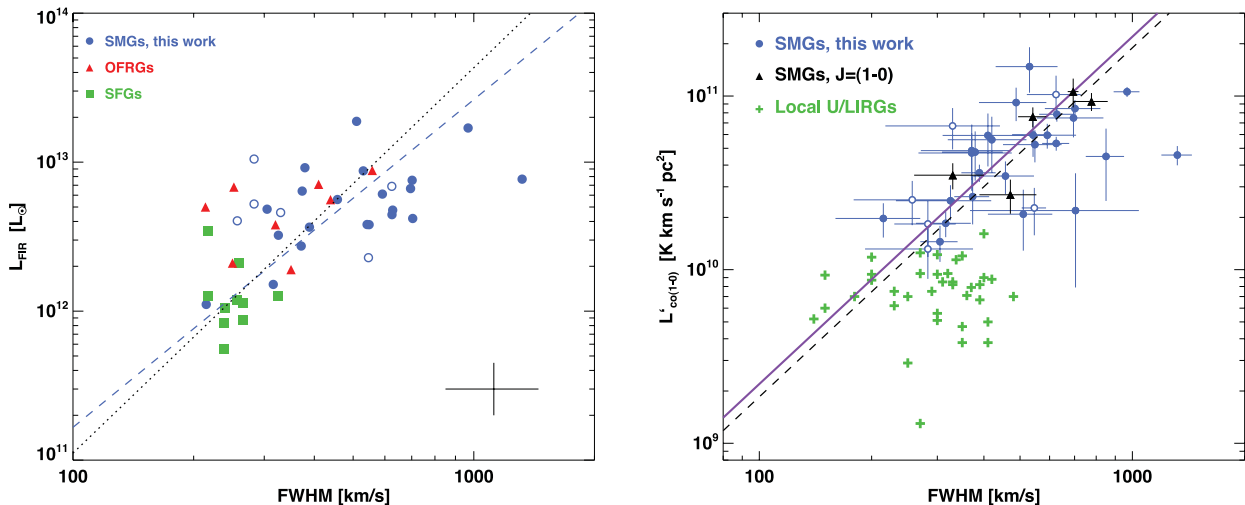 10¹⁴
SMGs, this work
OFRGs
SFGs
10¹³
L_FIR [L_⊙]
10¹²
10¹¹
100
1000
FWHM [km/s]
SMGs, this work
SMGs, J=(1-0)
Local U/LIRGs
10¹¹
L'_co(1-0) [K km s⁻¹ pc²]
10¹⁰
10⁹
100
1000
FWHM [km/s]